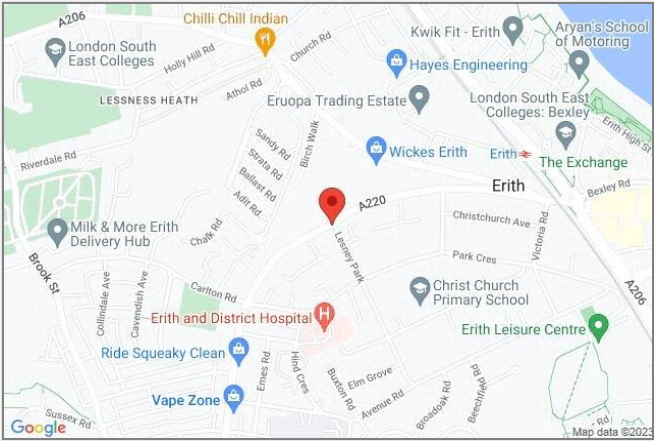 A206
Chilli Chill Indian
Kwik Fit - Erith
Aryan's School
of Motoring
London South
East Colleges
Holly Hill Rd
Church Rd
Hayes Engineering
Athol Rd
LESSNESS HEATH
Eruopa Trading Estate
London South East
Colleges: Bexley
Erith High St
Sandy Rd
Birch Walk
Strata Rd
Wickes Erith
Erith
The Exchange
Riverdale Rd
Ballast Rd
Adit Rd
Erith
Bexley Rd
A220
Christchurch Ave
Victoria Rd
Milk & More Erith
Delivery Hub
Chalk Rd
Lesney Park
Park Cres
Brook St
A206
Carlton Rd
Collindale Ave
Cavendish Ave
Christ Church
Primary School
Erith and District Hospital
H
Erith Leisure Centre
Ride Squeaky Clean
Emes Rd
Hind Cres
Buxton Rd
Elm Grove
Vape Zone
Avenue Rd
Broadoak Rd
Beechfi
Rd
Sussex Rd
Rd
Google
Map data ©2023